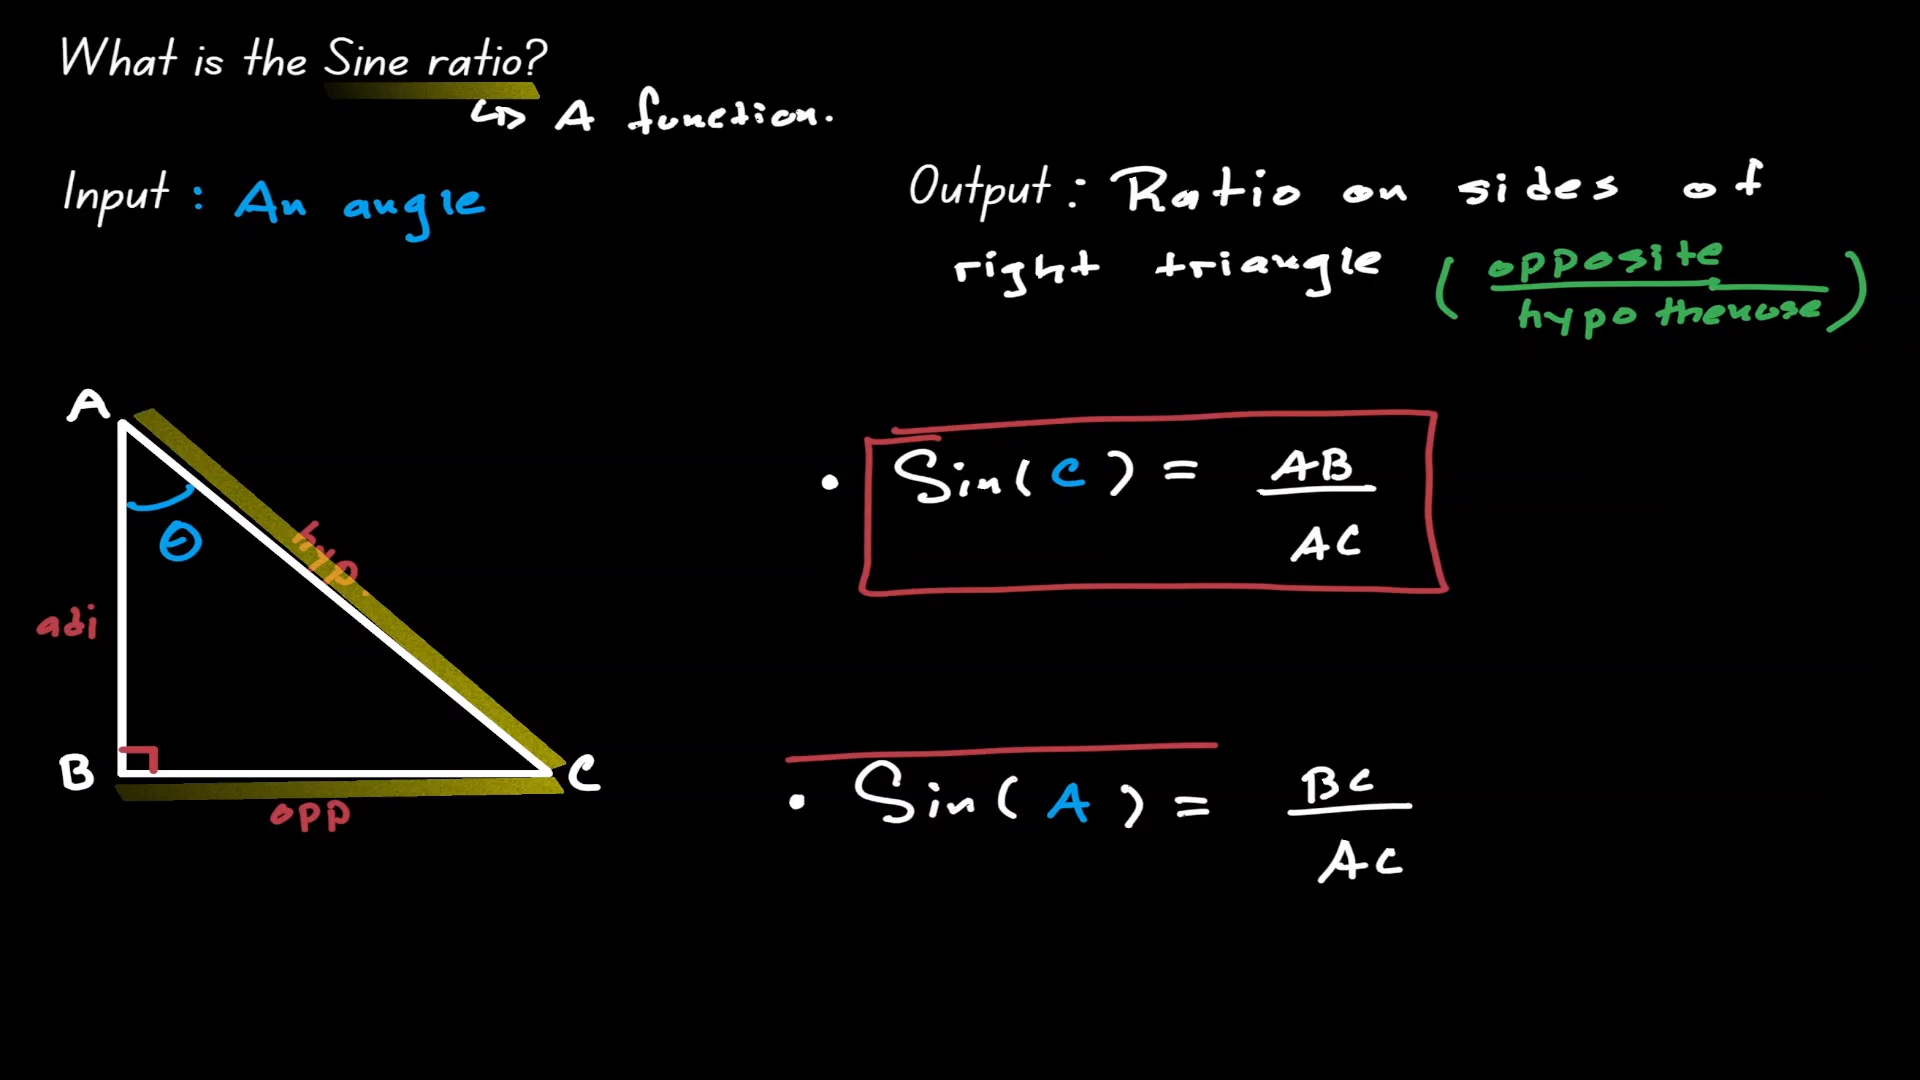 What is the Sine ratio?
↳ A function.
Input : An angle
Output : Ratio on sides of
right triangle ( opposite / hypothenuse )
A
θ
hyp.
adj
B
C
opp
• Sin( C ) = AB / AC
• Sin( A ) = BC / AC